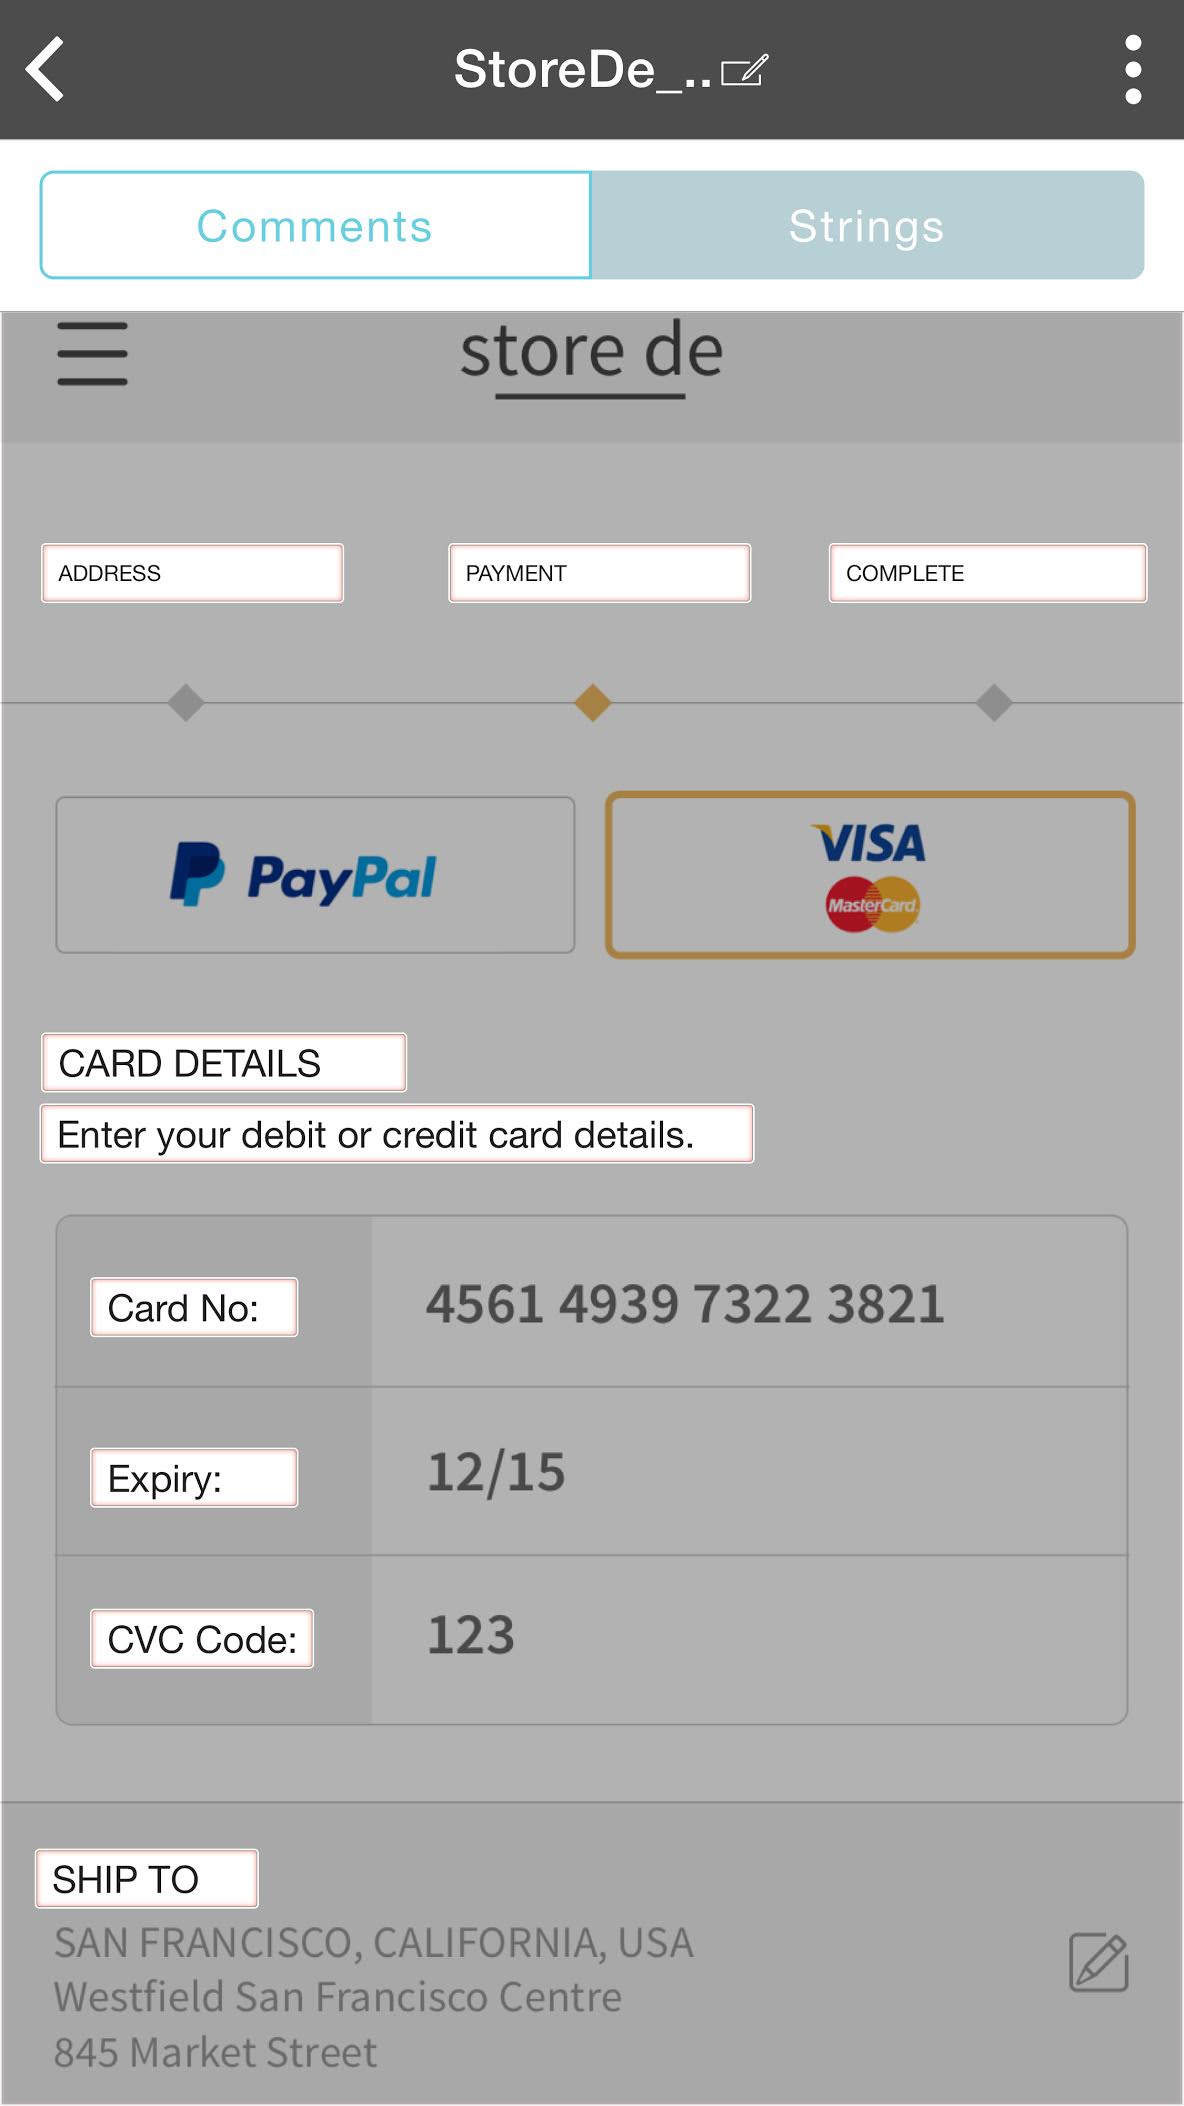 StoreDe_..
Comments Strings
store de
ADDRESS PAYMENT COMPLETE
PayPal
VISA
MasterCard
CARD DETAILS
Enter your debit or credit card details.
Card No: 4561 4939 7322 3821
Expiry: 12/15
CVC Code: 123
SHIP TO
SAN FRANCISCO, CALIFORNIA, USA
Westfield San Francisco Centre
845 Market Street